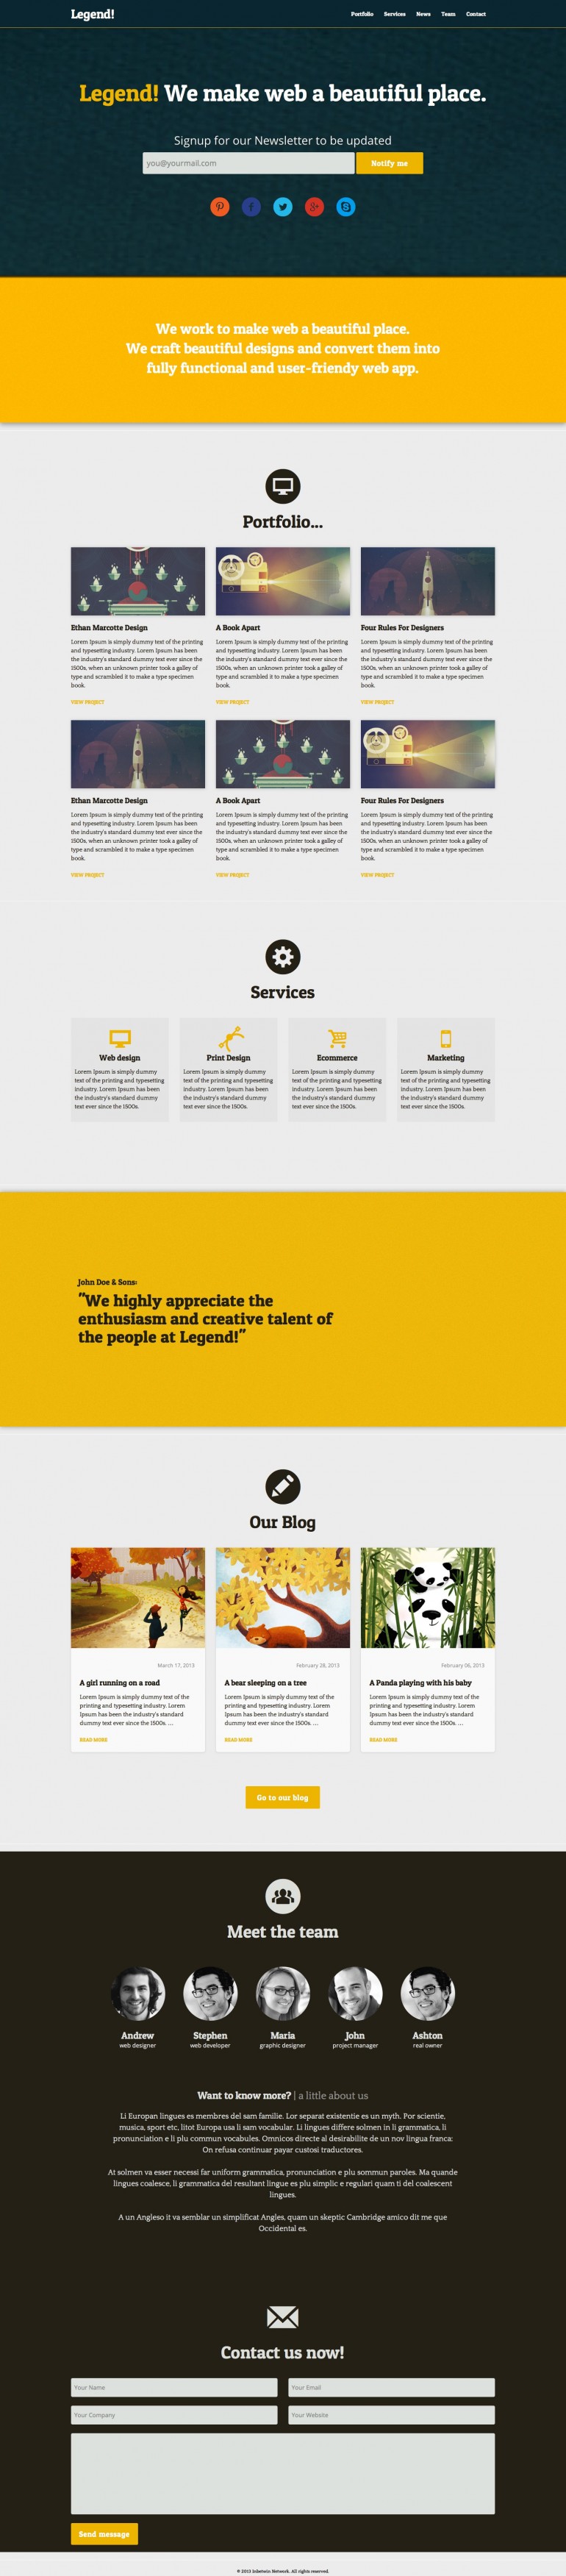 Legend!
Portfolio Services News Team Contact
Legend! We make web a beautiful place.
Signup for our Newsletter to be updated
you@yourmail.com
Notify me
We work to make web a beautiful place.
We craft beautiful designs and convert them into
fully functional and user-friendy web app.
Portfolio...
Ethan Marcotte Design
Lorem Ipsum is simply dummy text of the printing
and typesetting industry. Lorem Ipsum has been
the industry's standard dummy text ever since the
1500s, when an unknown printer took a galley of
type and scrambled it to make a type specimen
book.
VIEW PROJECT
A Book Apart
Lorem Ipsum is simply dummy text of the printing
and typesetting industry. Lorem Ipsum has been
the industry's standard dummy text ever since the
1500s, when an unknown printer took a galley of
type and scrambled it to make a type specimen
book.
VIEW PROJECT
Four Rules For Designers
Lorem Ipsum is simply dummy text of the printing
and typesetting industry. Lorem Ipsum has been
the industry's standard dummy text ever since the
1500s, when an unknown printer took a galley of
type and scrambled it to make a type specimen
book.
VIEW PROJECT
Ethan Marcotte Design
Lorem Ipsum is simply dummy text of the printing
and typesetting industry. Lorem Ipsum has been
the industry's standard dummy text ever since the
1500s, when an unknown printer took a galley of
type and scrambled it to make a type specimen
book.
VIEW PROJECT
A Book Apart
Lorem Ipsum is simply dummy text of the printing
and typesetting industry. Lorem Ipsum has been
the industry's standard dummy text ever since the
1500s, when an unknown printer took a galley of
type and scrambled it to make a type specimen
book.
VIEW PROJECT
Four Rules For Designers
Lorem Ipsum is simply dummy text of the printing
and typesetting industry. Lorem Ipsum has been
the industry's standard dummy text ever since the
1500s, when an unknown printer took a galley of
type and scrambled it to make a type specimen
book.
VIEW PROJECT
Services
Web design
Lorem Ipsum is simply dummy
text of the printing and typesetting
industry. Lorem Ipsum has been
the industry's standard dummy
text ever since the 1500s.
Print Design
Lorem Ipsum is simply dummy
text of the printing and typesetting
industry. Lorem Ipsum has been
the industry's standard dummy
text ever since the 1500s.
Ecommerce
Lorem Ipsum is simply dummy
text of the printing and typesetting
industry. Lorem Ipsum has been
the industry's standard dummy
text ever since the 1500s.
Marketing
Lorem Ipsum is simply dummy
text of the printing and typesetting
industry. Lorem Ipsum has been
the industry's standard dummy
text ever since the 1500s.
John Doe & Sons:
"We highly appreciate the
enthusiasm and creative talent of
the people at Legend!"
Our Blog
March 17, 2013
A girl running on a road
Lorem Ipsum is simply dummy text of the
printing and typesetting industry. Lorem
Ipsum has been the industry's standard
dummy text ever since the 1500s. ...
READ MORE
February 28, 2013
A bear sleeping on a tree
Lorem Ipsum is simply dummy text of the
printing and typesetting industry. Lorem
Ipsum has been the industry's standard
dummy text ever since the 1500s. ...
READ MORE
February 06, 2013
A Panda playing with his baby
Lorem Ipsum is simply dummy text of the
printing and typesetting industry. Lorem
Ipsum has been the industry's standard
dummy text ever since the 1500s. ...
READ MORE
Go to our blog
Meet the team
Andrew
web designer
Stephen
web developer
Maria
graphic designer
John
project manager
Ashton
real owner
Want to know more? | a little about us
Li Europan lingues es membres del sam familie. Lor separat existentie es un myth. Por scientie,
musica, sport etc, litot Europa usa li sam vocabular. Li lingues differe solmen in li grammatica, li
pronunciation e li plu commun vocabules. Omnicos directe al desirabilite de un nov lingua franca:
On refusa continuar payar custosi traductores.
At solmen va esser necessi far uniform grammatica, pronunciation e plu sommun paroles. Ma quande
lingues coalesce, li grammatica del resultant lingue es plu simplic e regulari quam ti del coalescent
lingues.
A un Angleso it va semblar un simplificat Angles, quam un skeptic Cambridge amico dit me que
Occidental es.
Contact us now!
Your Name
Your Email
Your Company
Your Website
Send message
© 2013 Inbetwin Network. All rights reserved.